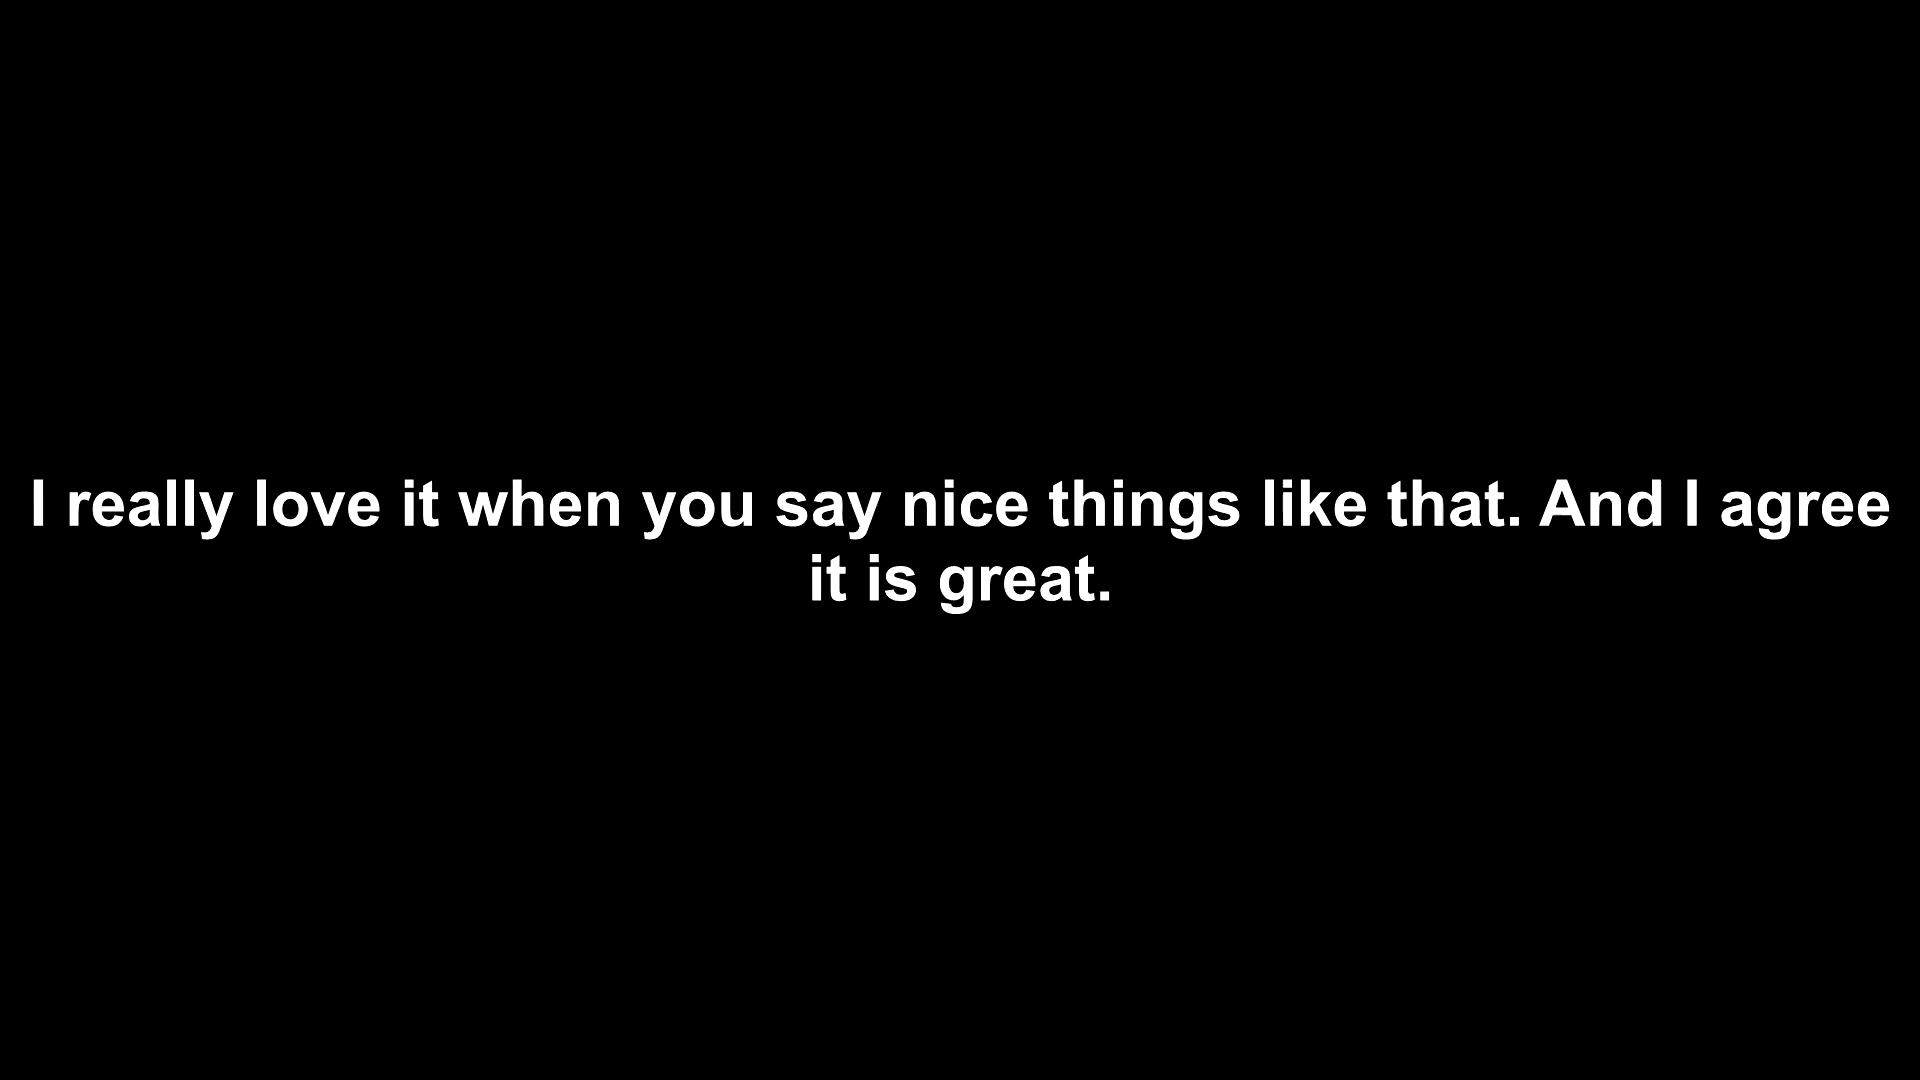 I really love it when you say nice things like that. And I agree
it is great.